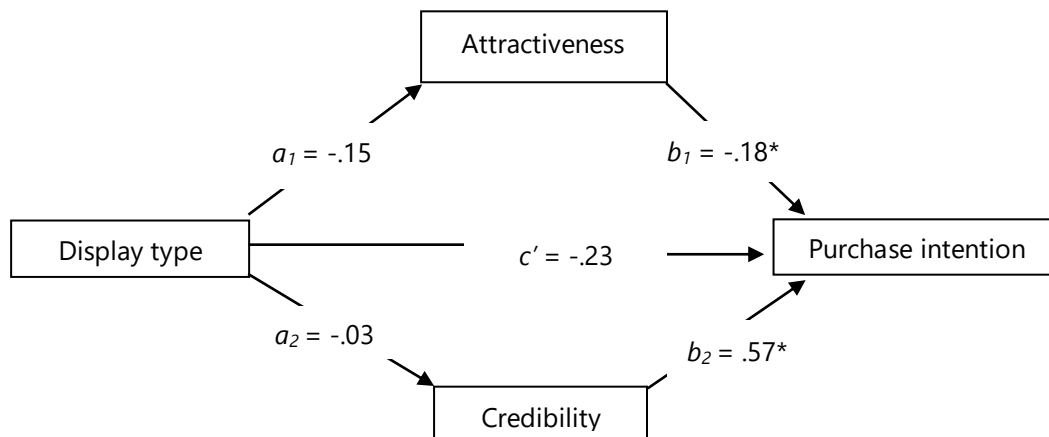 Attractiveness
a1 = -.15
b1 = -.18*
Display type
c' = -.23
Purchase intention
a2 = -.03
b2 = .57*
Credibility